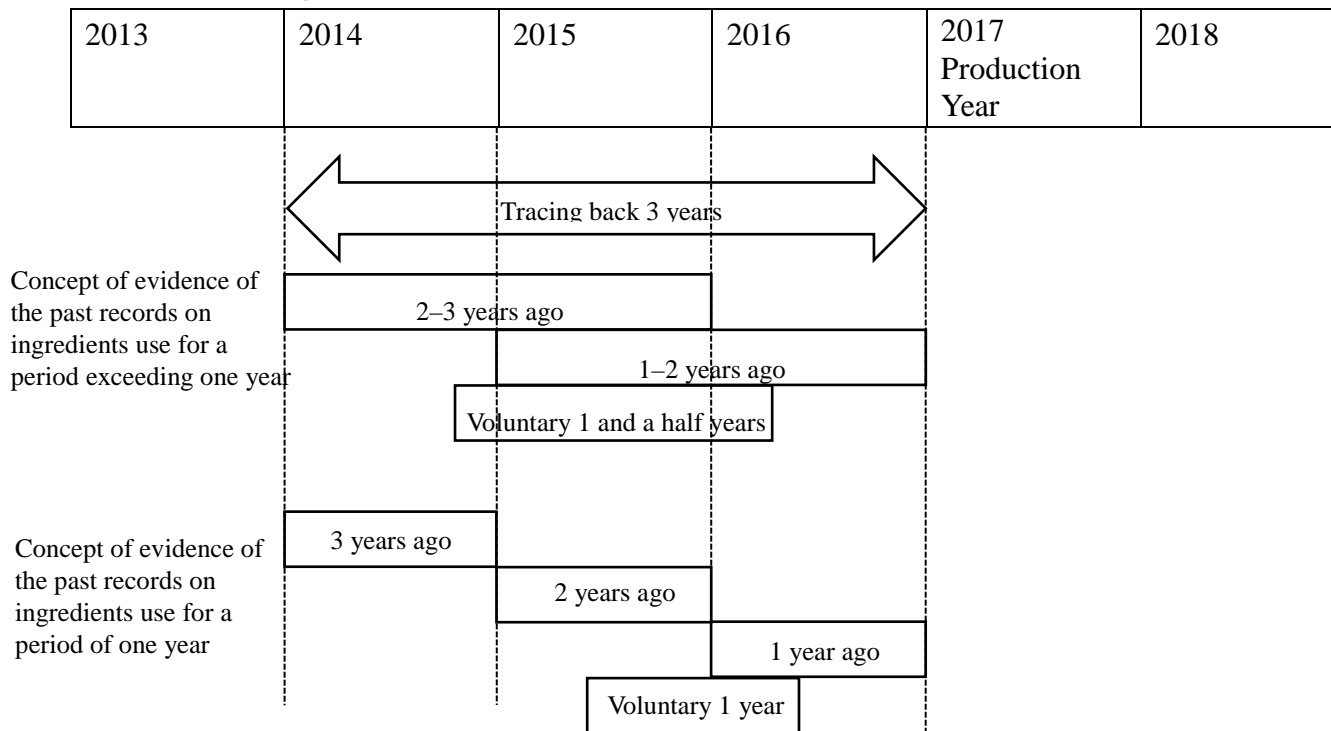 2013
2014
2015
2016
2017
Production
Year
2018
Tracing back 3 years
Concept of evidence of
the past records on
ingredients use for a
period exceeding one year
2–3 years ago
1–2 years ago
Voluntary 1 and a half years
Concept of evidence of
the past records on
ingredients use for a
period of one year
3 years ago
2 years ago
1 year ago
Voluntary 1 year